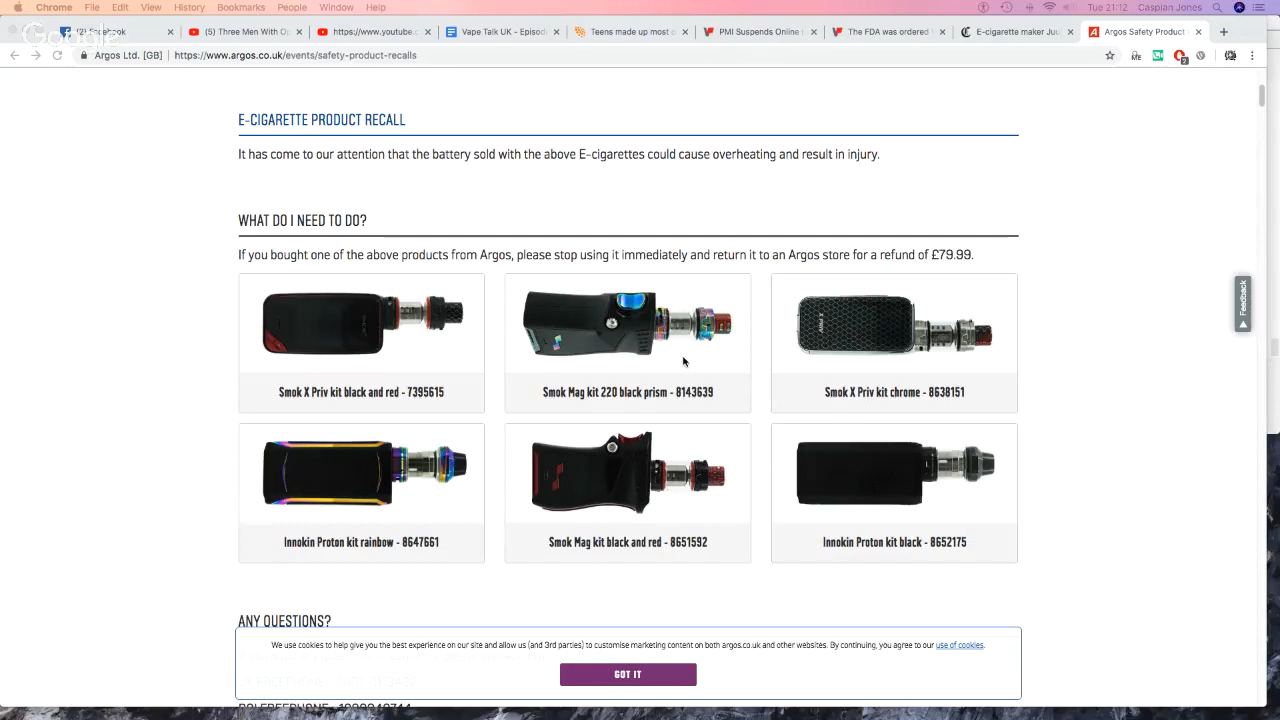 Chrome File Edit View History Bookmarks People Window Help Tue 21:12 Caspian Jones
Google
(2) Facebook
(5) Three Men With Op
https://www.youtube.c
Vape Talk UK - Episod
Teens made up most e
PMI Suspends Online
The FDA was ordered
E-cigarette maker Juu
Argos Safety Product
Argos Ltd. [GB] https://www.argos.co.uk/events/safety-product-recalls
E-CIGARETTE PRODUCT RECALL
It has come to our attention that the battery sold with the above E-cigarettes could cause overheating and result in injury.
WHAT DO I NEED TO DO?
If you bought one of the above products from Argos, please stop using it immediately and return it to an Argos store for a refund of £79.99.
Smok X Priv kit black and red - 7395615
Smok Mag kit 220 black prism - 8143639
Smok X Priv kit chrome - 8638151
Innokin Proton kit rainbow - 8647661
Smok Mag kit black and red - 8651592
Innokin Proton kit black - 8652175
Feedback
ANY QUESTIONS?
We use cookies to help give you the best experience on our site and allow us (and 3rd parties) to customise marketing content on both argos.co.uk and other websites. By continuing, you agree to our use of cookies.
GOT IT